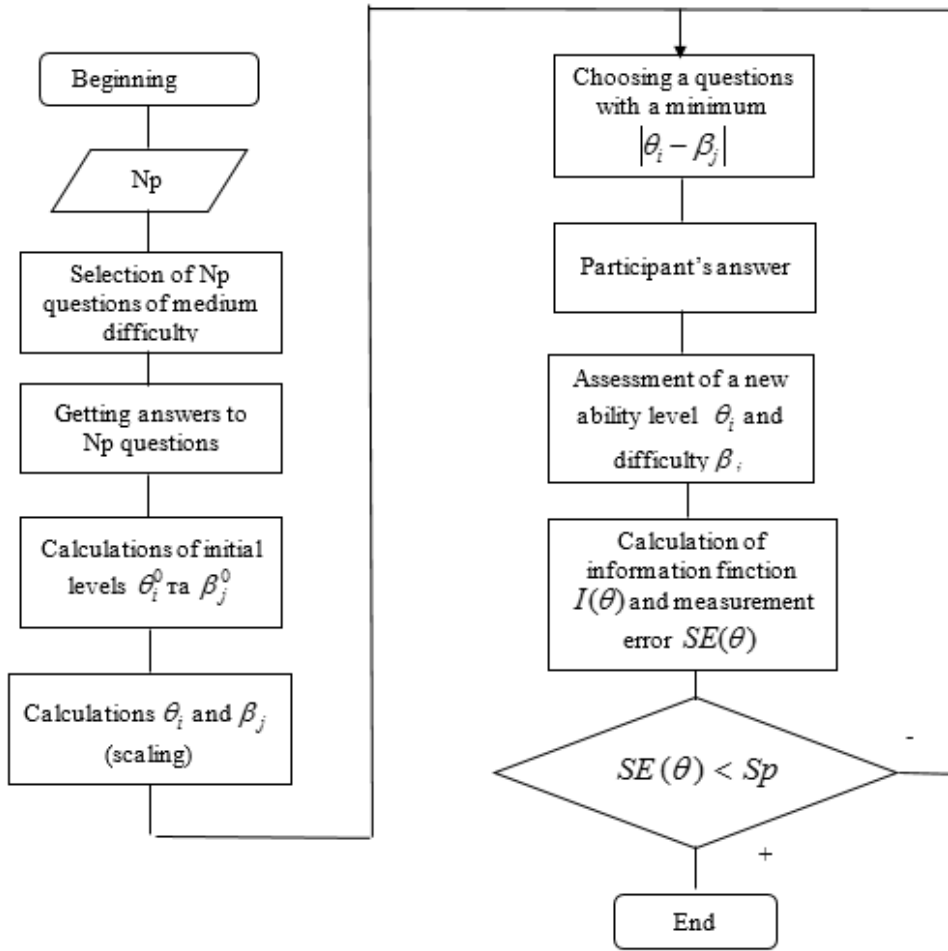 Beginning
Np
Selection of Np
questions of medium
difficulty
Getting answers to
Np questions
Calculations of initial
levels θ_i^0 та β_j^0
Calculations θ_i and β_j
(scaling)
Choosing a questions
with a minimum
|θ_i − β_j|
Participant’s answer
Assessment of a new
ability level θ_i and
difficulty β_j
Calculation of
information finction
I(θ) and measurement
error SE(θ)
SE(θ) < Sp
-
+
End